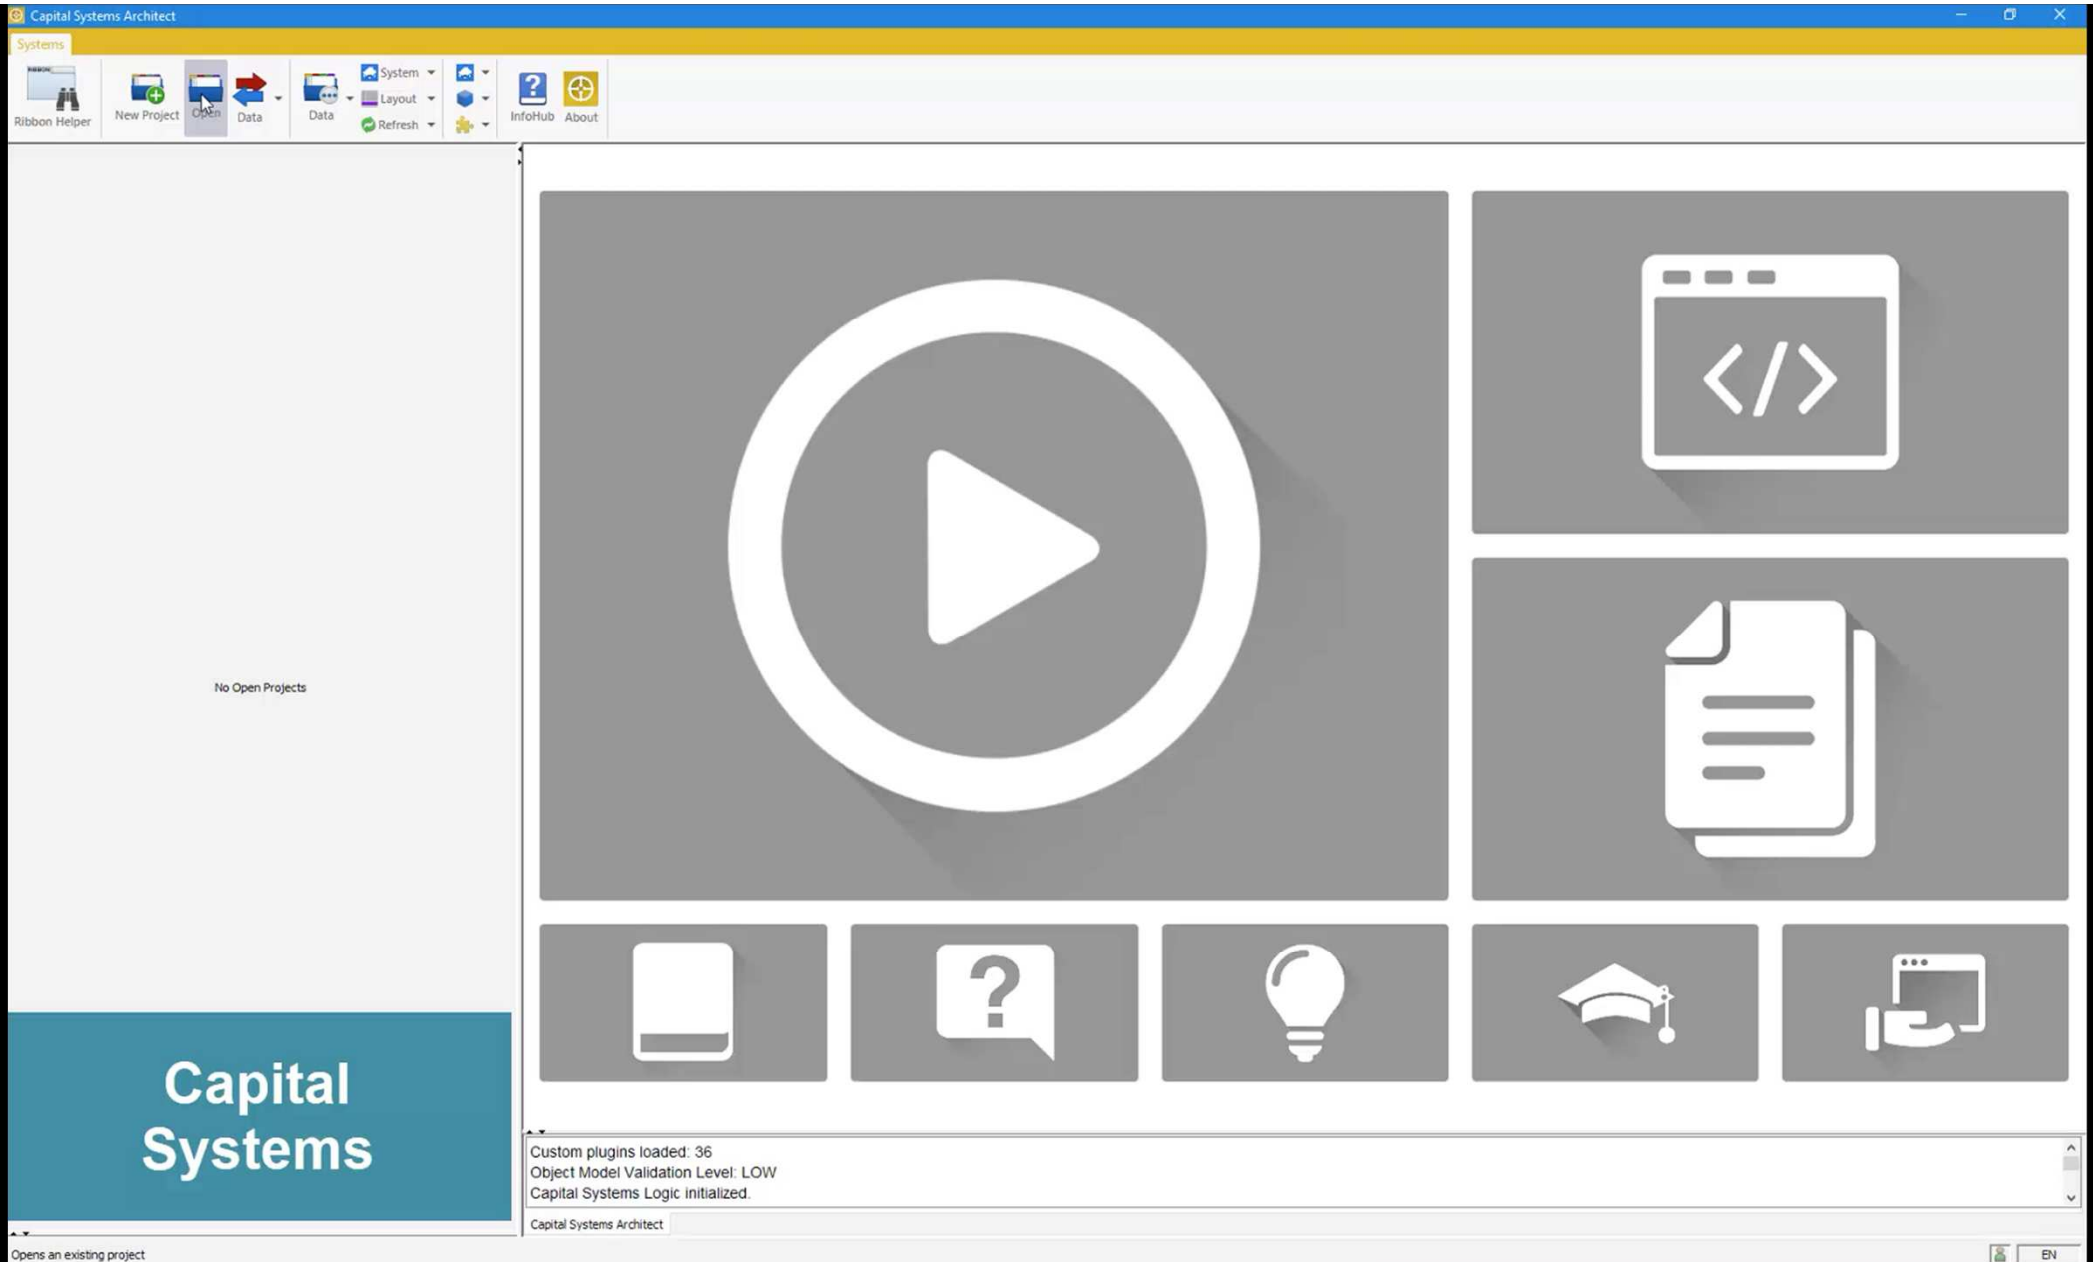 Capital Systems Architect
Systems
Ribbon Helper
New Project
Open
Data
Data
System
Layout
Refresh
InfoHub
About
No Open Projects
</>
?
Capital
Systems
Custom plugins loaded: 36
Object Model Validation Level: LOW
Capital Systems Logic initialized.
Capital Systems Architect
Opens an existing project
EN